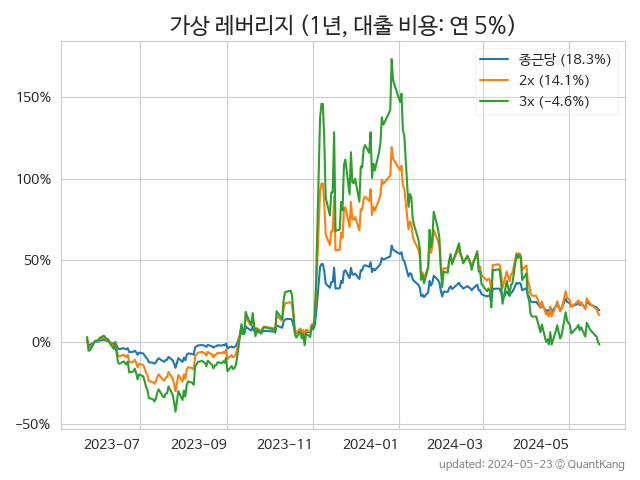 가상 레버리지 (1년, 대출 비용: 연 5%)
종근당 (18.3%)
2x (14.1%)
3x (−4.6%)
150%
100%
50%
0%
−50%
2023−07
2023−09
2023−11
2024−01
2024−03
2024−05
updated: 2024-05-23 © QuantKang